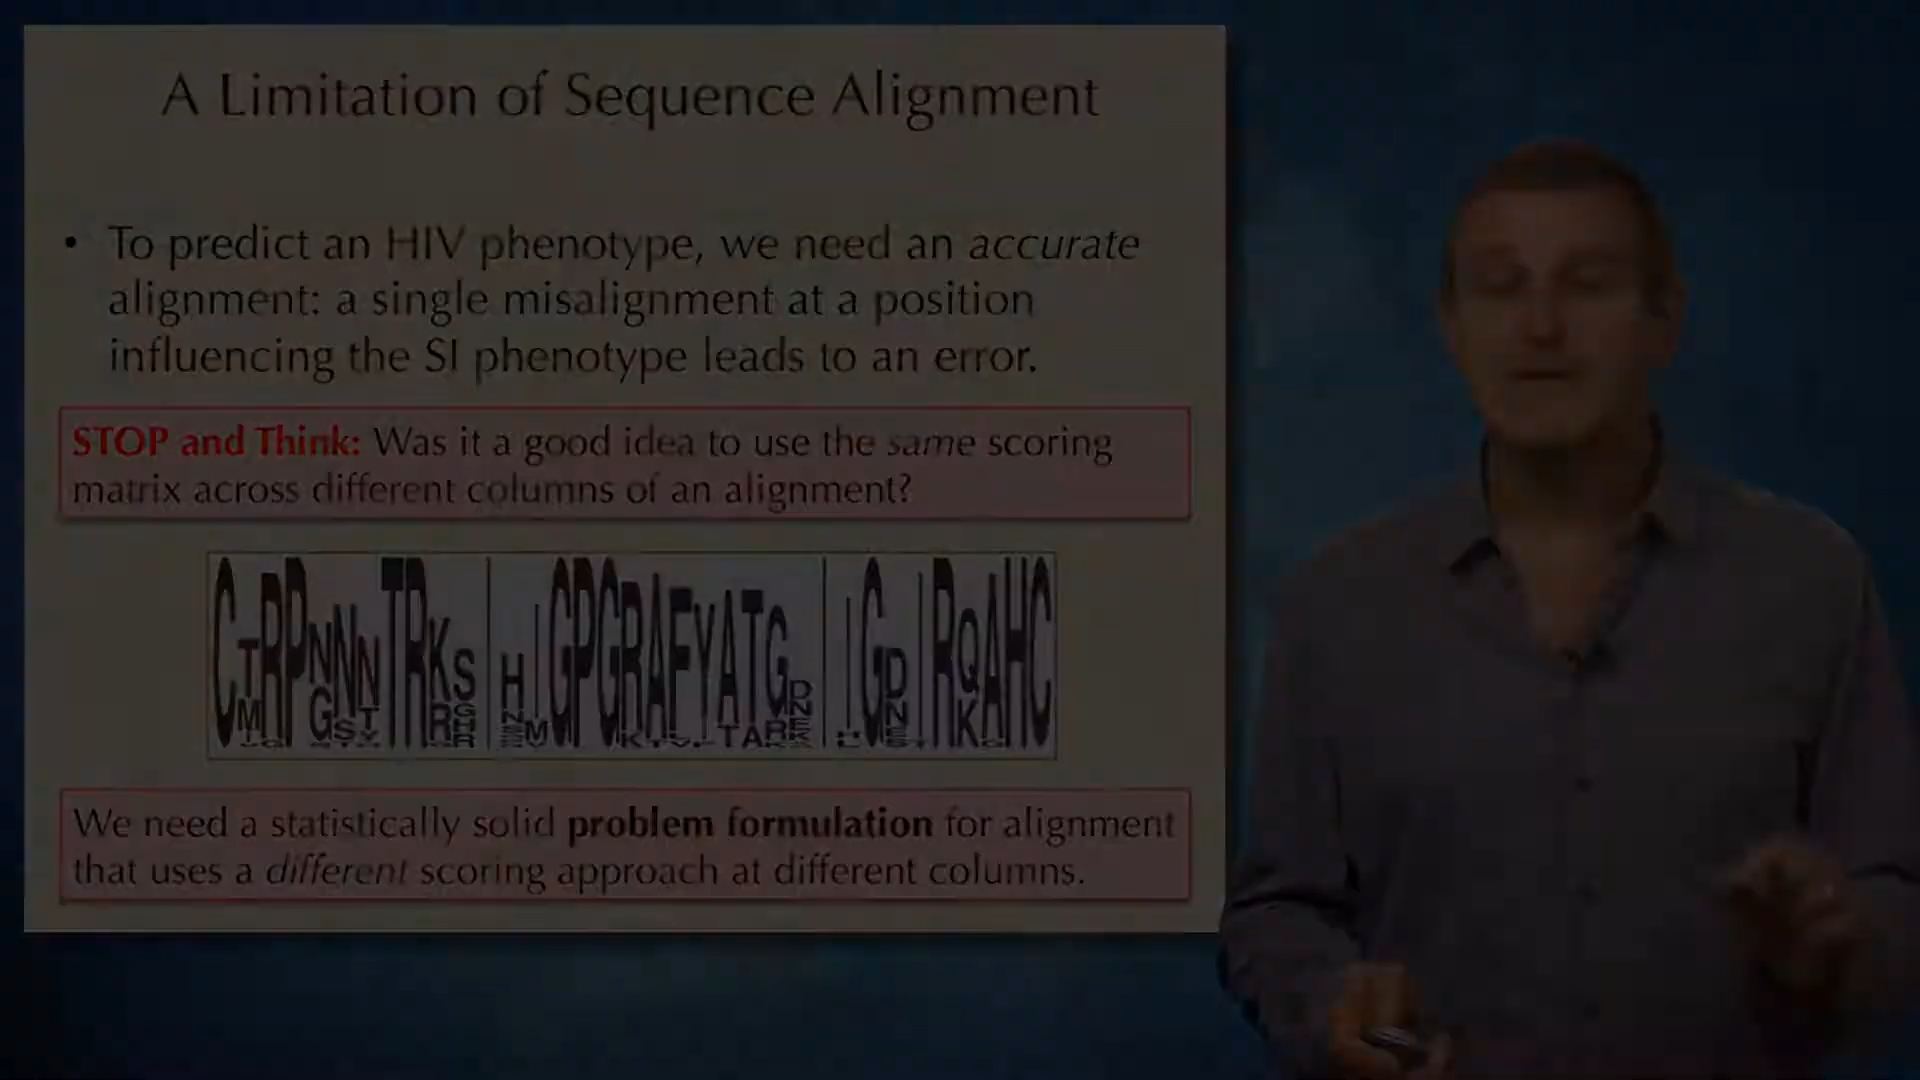 A Limitation of Sequence Alignment
• To predict an HIV phenotype, we need an accurate
alignment: a single misalignment at a position
influencing the SI phenotype leads to an error.
STOP and Think: Was it a good idea to use the same scoring
matrix across different columns of an alignment?
CTRPNNNTRKS HIGPGRAFYATGD IGDIRQAHC
We need a statistically solid problem formulation for alignment
that uses a different scoring approach at different columns.